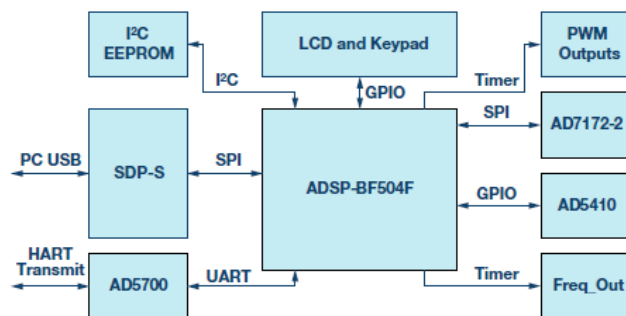 I²C
EEPROM
LCD and Keypad
PWM
Outputs
Timer
I²C
GPIO
SPI
AD7172-2
PC USB
SDP-S
SPI
ADSP-BF504F
GPIO
AD5410
HART
Transmit
AD5700
UART
Timer
Freq_Out